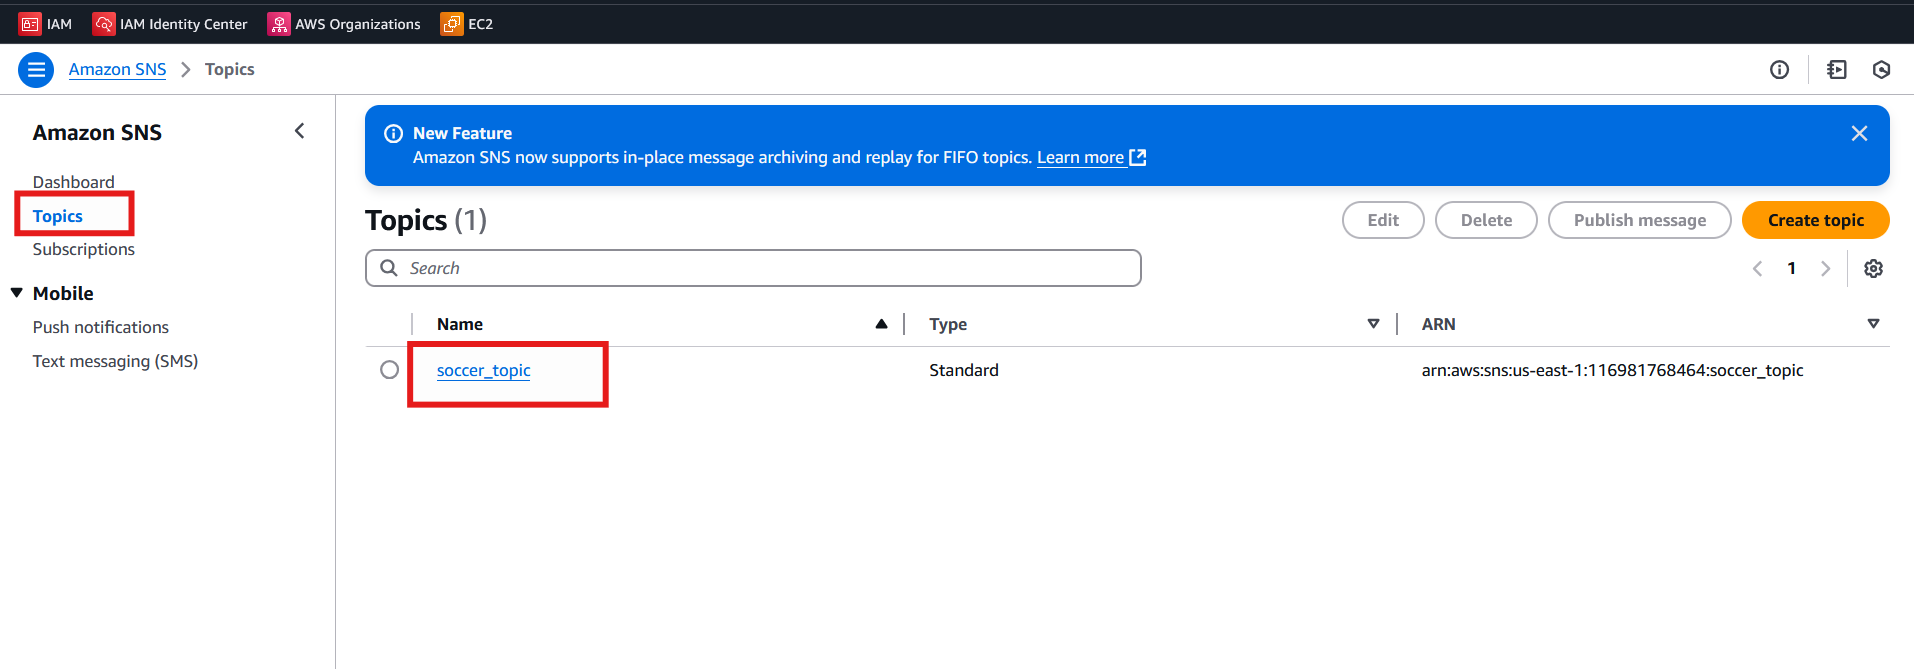 IAM IAM Identity Center AWS Organizations EC2
Amazon SNS Topics
Amazon SNS
Dashboard
Topics
Subscriptions
Mobile
Push notifications
Text messaging (SMS)
New Feature
Amazon SNS now supports in-place message archiving and replay for FIFO topics. Learn more
Topics (1)
Edit Delete Publish message Create topic
Search
1
Name Type ARN
soccer_topic Standard arn:aws:sns:us-east-1:116981768464:soccer_topic